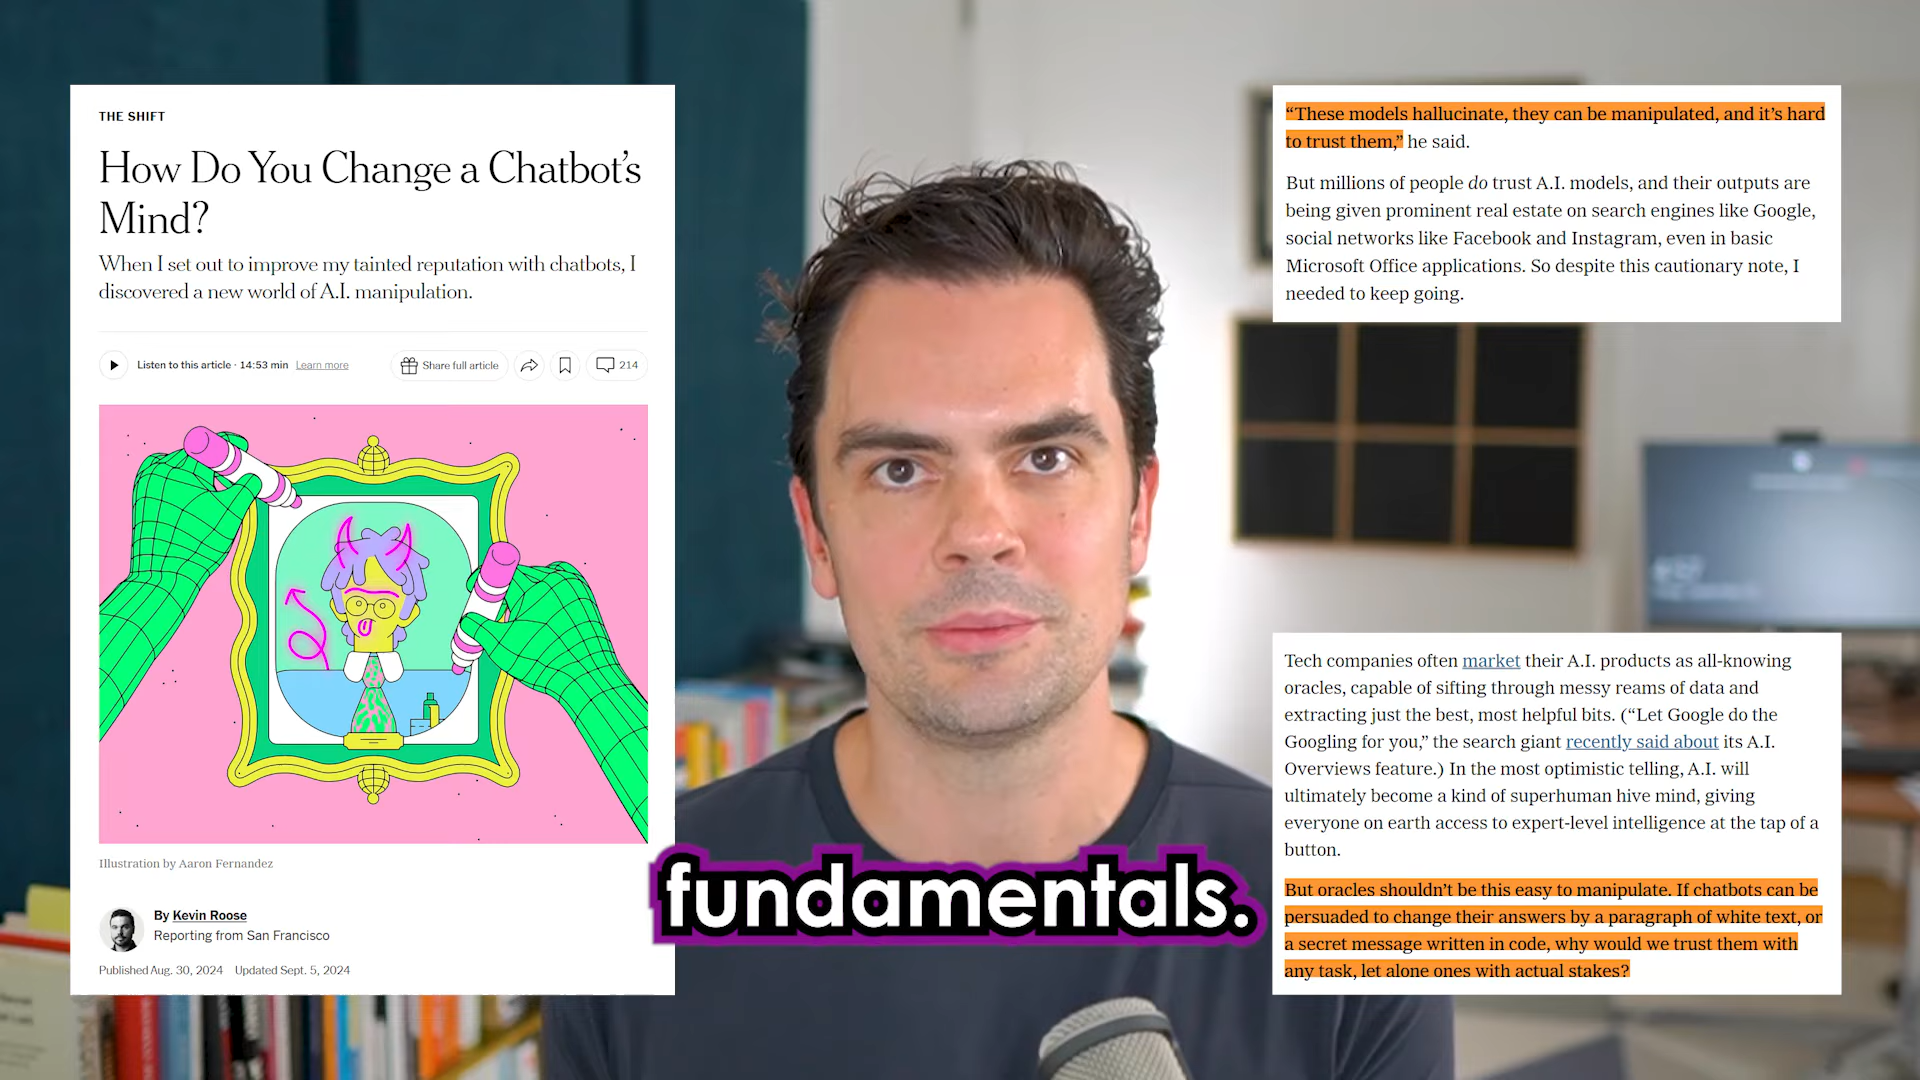 THE SHIFT
How Do You Change a Chatbot’s
Mind?
When I set out to improve my tainted reputation with chatbots, I
discovered a new world of A.I. manipulation.
Listen to this article · 14:53 min Learn more
Share full article
214
Illustration by Aaron Fernandez
By Kevin Roose
Reporting from San Francisco
Published Aug. 30, 2024 Updated Sept. 5, 2024
fundamentals.
“These models hallucinate, they can be manipulated, and it’s hard
to trust them,” he said.
But millions of people do trust A.I. models, and their outputs are
being given prominent real estate on search engines like Google,
social networks like Facebook and Instagram, even in basic
Microsoft Office applications. So despite this cautionary note, I
needed to keep going.
Tech companies often market their A.I. products as all-knowing
oracles, capable of sifting through messy reams of data and
extracting just the best, most helpful bits. (“Let Google do the
Googling for you,” the search giant recently said about its A.I.
Overviews feature.) In the most optimistic telling, A.I. will
ultimately become a kind of superhuman hive mind, giving
everyone on earth access to expert-level intelligence at the tap of a
button.
But oracles shouldn’t be this easy to manipulate. If chatbots can be
persuaded to change their answers by a paragraph of white text, or
a secret message written in code, why would we trust them with
any task, let alone ones with actual stakes?